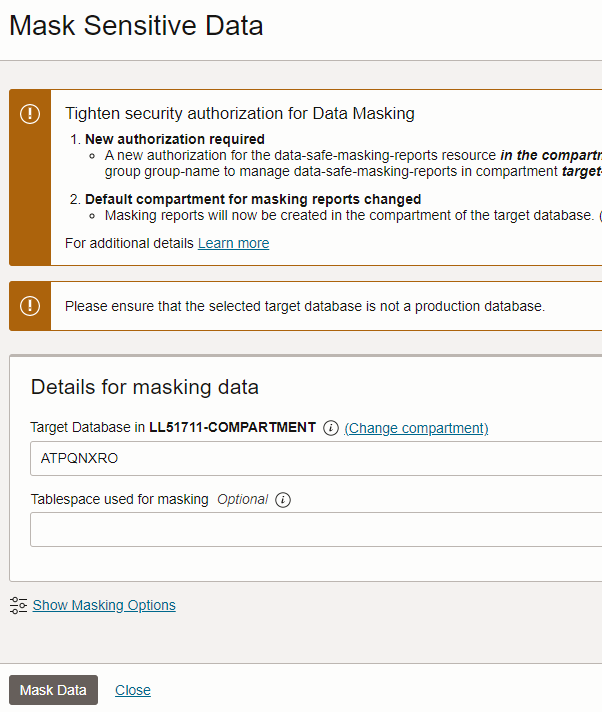 Mask Sensitive Data
Tighten security authorization for Data Masking
1. New authorization required
A new authorization for the data-safe-masking-reports resource in the
group group-name to manage data-safe-masking-reports in compartment target-
2. Default compartment for masking reports changed
Masking reports will now be created in the compartment of the target database. (
For additional details Learn more
Please ensure that the selected target database is not a production database.
Details for masking data
Target Database in LL51711-COMPARTMENT (Change compartment)
ATPQNXRO
Tablespace used for masking Optional
Show Masking Options
Mask Data Close